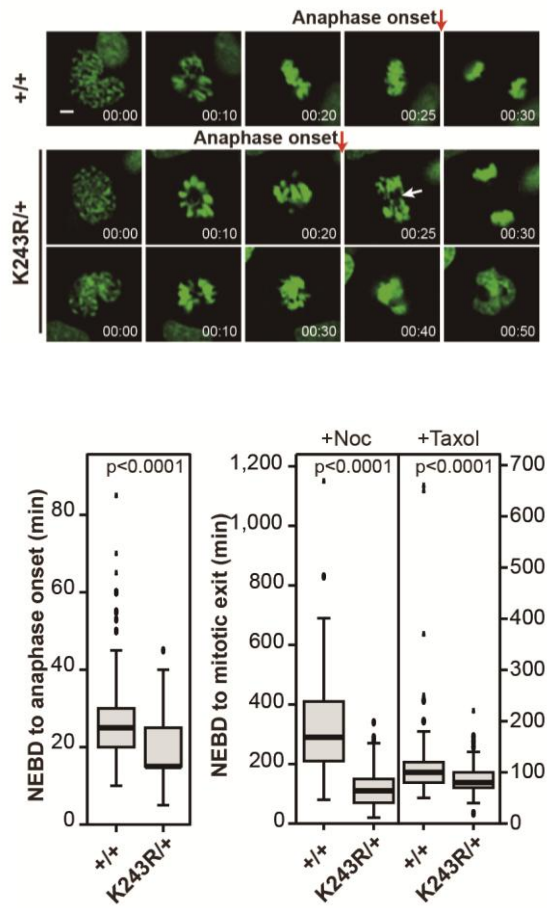 Anaphase onset
+/+
00:00 00:10 00:20 00:25 00:30
Anaphase onset
K243R/+
00:00 00:10 00:20 00:25 00:30
00:00 00:10 00:30 00:40 00:50
NEBD to anaphase onset (min)
80
60
40
20
0
p<0.0001
+/+ K243R/+
NEBD to mitotic exit (min)
+Noc +Taxol
1,200
1,000
800
600
400
200
0
p<0.0001 p<0.0001
700
600
500
400
300
200
100
0
+/+ K243R/+ +/+ K243R/+